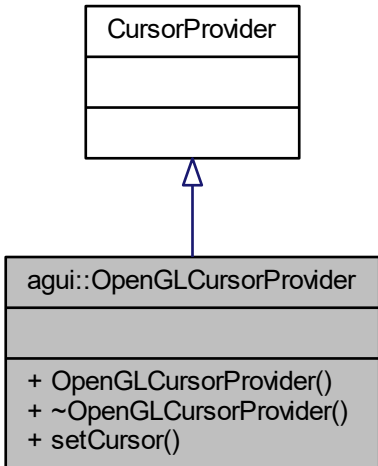 CursorProvider
agui::OpenGLCursorProvider
+ OpenGLCursorProvider()
+ ~OpenGLCursorProvider()
+ setCursor()